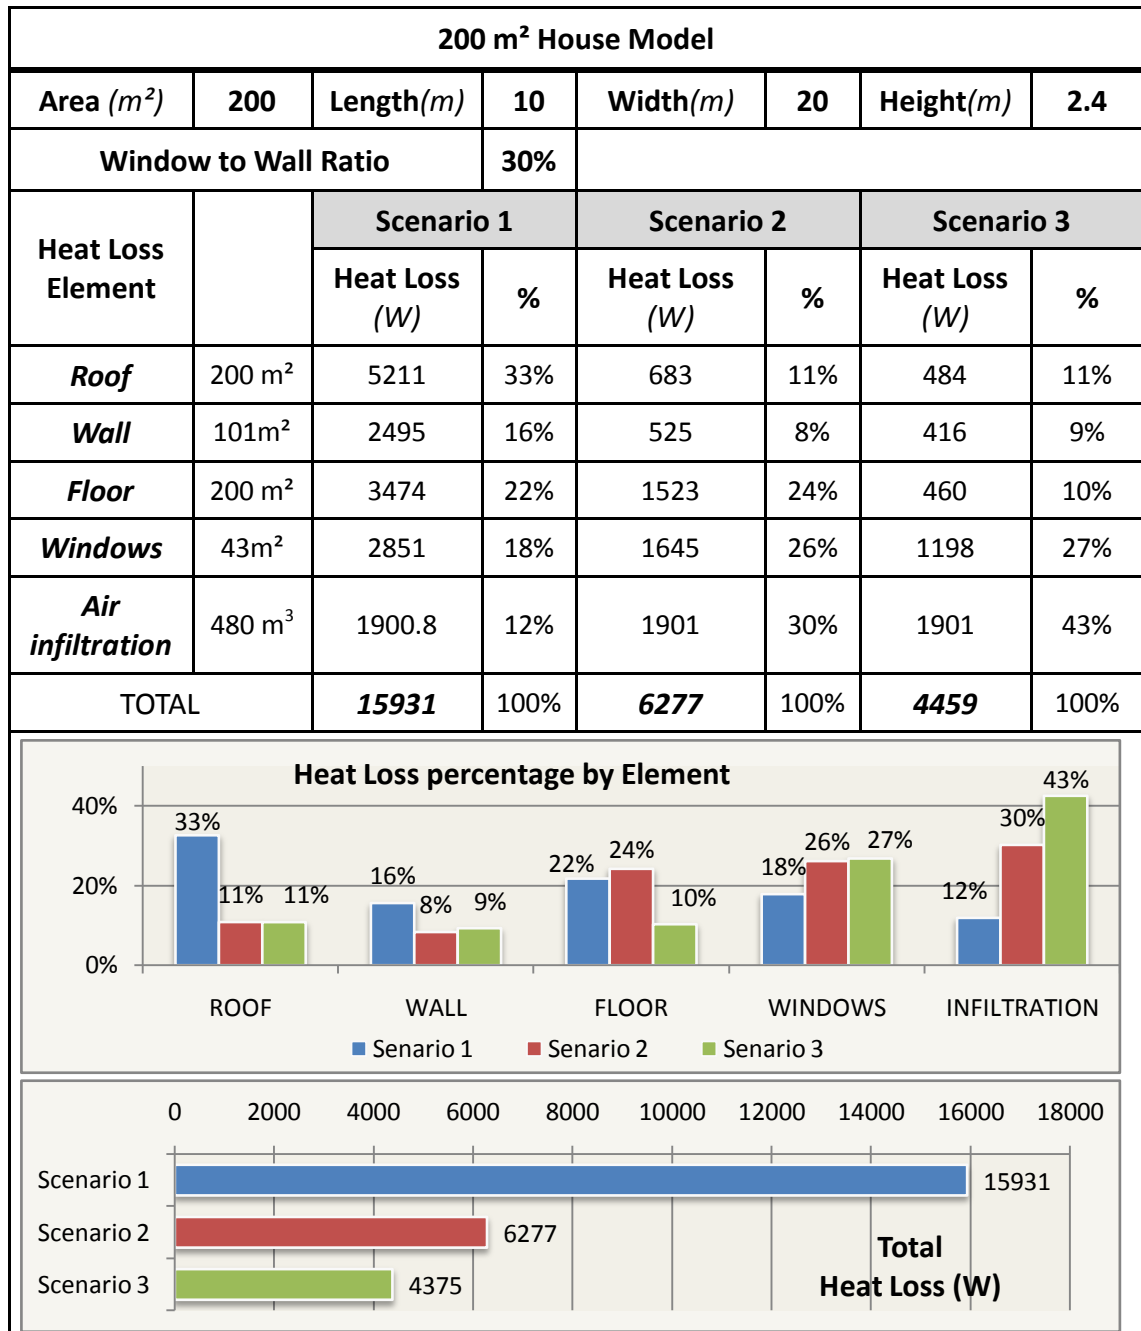 200 m² House Model
Area (m²) 200 Length(m) 10 Width(m) 20 Height(m) 2.4
Window to Wall Ratio 30%
Heat Loss Element Scenario 1 Scenario 2 Scenario 3
Heat Loss (W) % Heat Loss (W) % Heat Loss (W) %
Roof 200 m² 5211 33% 683 11% 484 11%
Wall 101m² 2495 16% 525 8% 416 9%
Floor 200 m² 3474 22% 1523 24% 460 10%
Windows 43m² 2851 18% 1645 26% 1198 27%
Air infiltration 480 m³ 1900.8 12% 1901 30% 1901 43%
TOTAL 15931 100% 6277 100% 4459 100%
Heat Loss percentage by Element
40%
20%
0%
33% 11% 11%
16% 8% 9%
22% 24% 10%
18% 26% 27%
12% 30% 43%
ROOF WALL FLOOR WINDOWS INFILTRATION
Senario 1 Senario 2 Senario 3
0 2000 4000 6000 8000 10000 12000 14000 16000 18000
Scenario 1 15931
Scenario 2 6277
Scenario 3 4375
Total
Heat Loss (W)